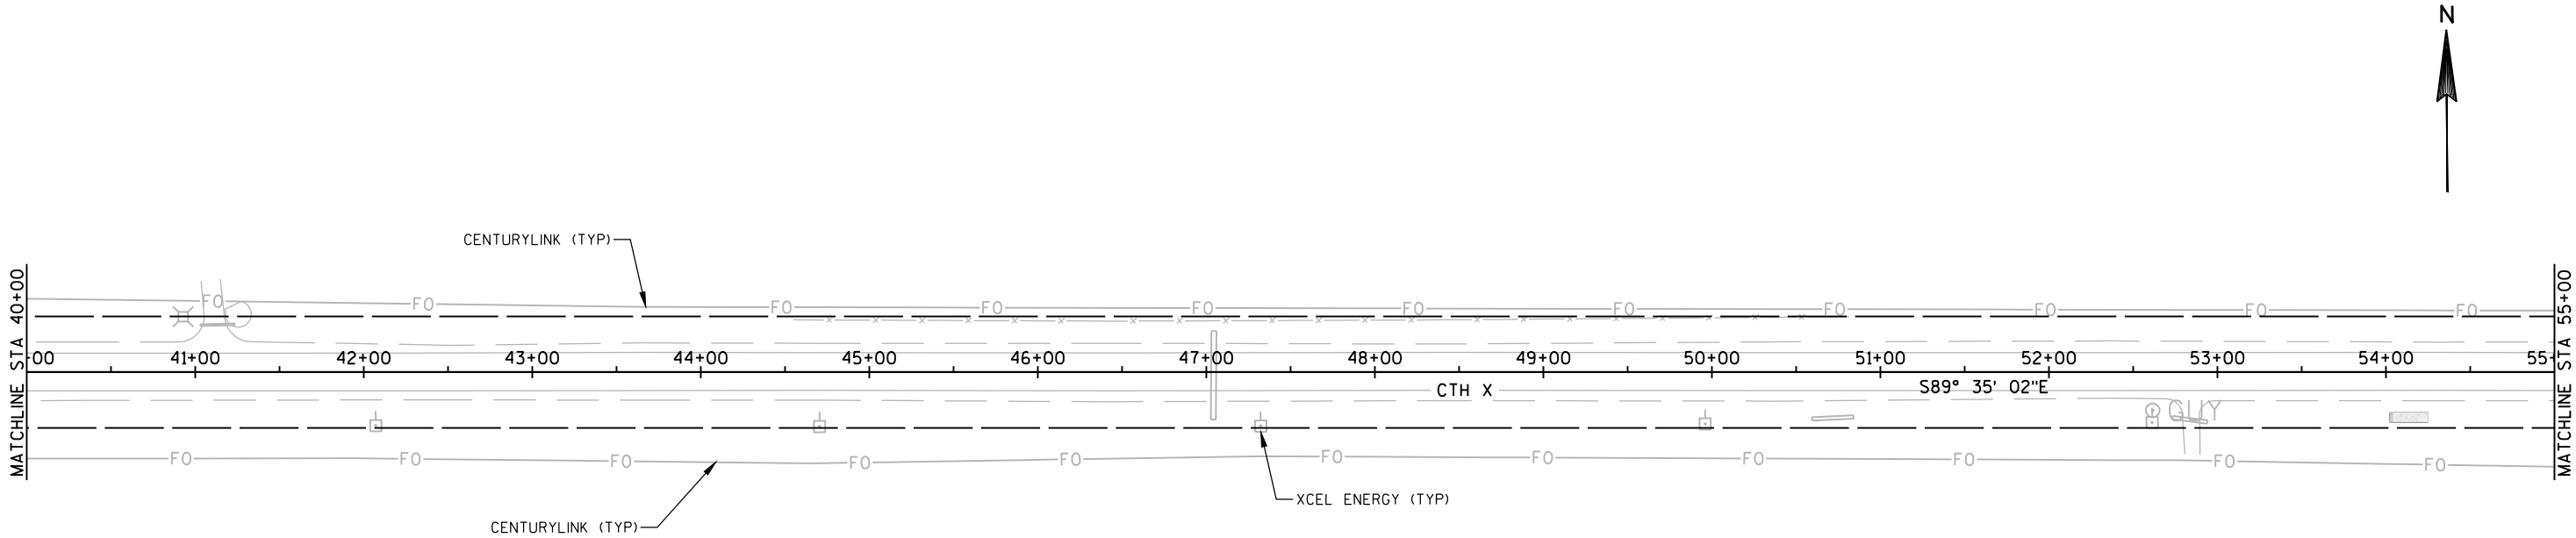 N
CENTURYLINK (TYP)
FO FO FO FO FO FO FO FO FO FO FO
MATCHLINE STA 40+00
MATCHLINE STA 55+00
+00 41+00 42+00 43+00 44+00 45+00 46+00 47+00 48+00 49+00 50+00 51+00 52+00 53+00 54+00 55+
CTH X
S89° 35' 02"E
GUY
FO FO FO FO FO FO FO FO FO FO FO
XCEL ENERGY (TYP)
CENTURYLINK (TYP)